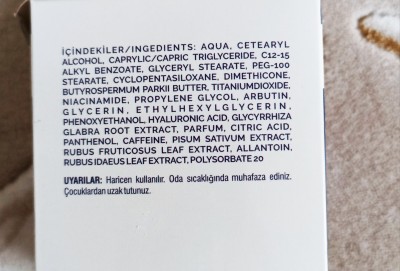 İÇİNDEKİLER/INGEDIENTS: AQUA, CETEARYL
ALCOHOL, CAPRYLIC/CAPRIC TRIGLYCERIDE, C12-15
ALKYL BENZOATE, GLYCERYL STEARATE, PEG-100
STEARATE, CYCLOPENTASILOXANE, DIMETHICONE,
BUTYROSPERMUM PARKII BUTTER, TITANIUMDIOXIDE,
NIACINAMIDE, PROPYLENE GLYCOL, ARBUTIN,
GLYCERIN, ETHYLHEXYLGLYCERIN,
PHENOXYETHANOL, HYALURONIC ACID, GLYCYRRHIZA
GLABRA ROOT EXTRACT, PARFUM, CITRIC ACID,
PANTHENOL, CAFFEINE, PISUM SATIVUM EXTRACT,
RUBUS FRUTICOSUS LEAF EXTRACT, ALLANTOIN,
RUBUS IDAEUS LEAF EXTRACT, POLYSORBATE 20
UYARILAR: Haricen kullanılır. Oda sıcaklığında muhafaza ediniz.
Çocuklardan uzak tutunuz.